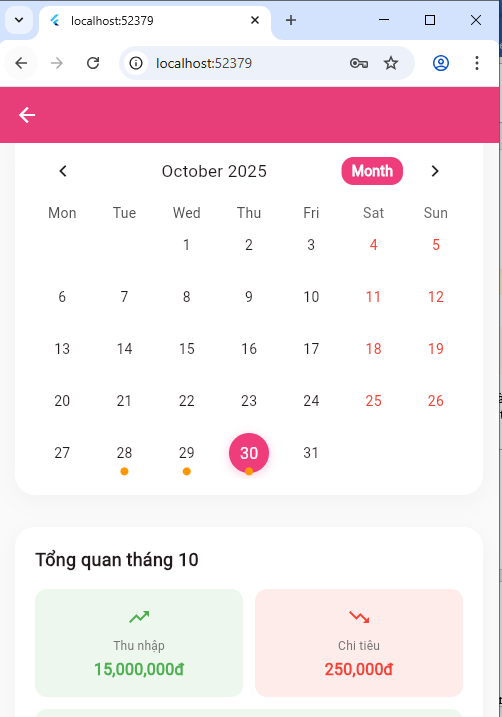 localhost:52379
localhost:52379
October 2025 Month
Mon Tue Wed Thu Fri Sat Sun
1 2 3 4 5
6 7 8 9 10 11 12
13 14 15 16 17 18 19
20 21 22 23 24 25 26
27 28 29 30 31
Tổng quan tháng 10
Thu nhập Chi tiêu
15,000,000đ 250,000đ